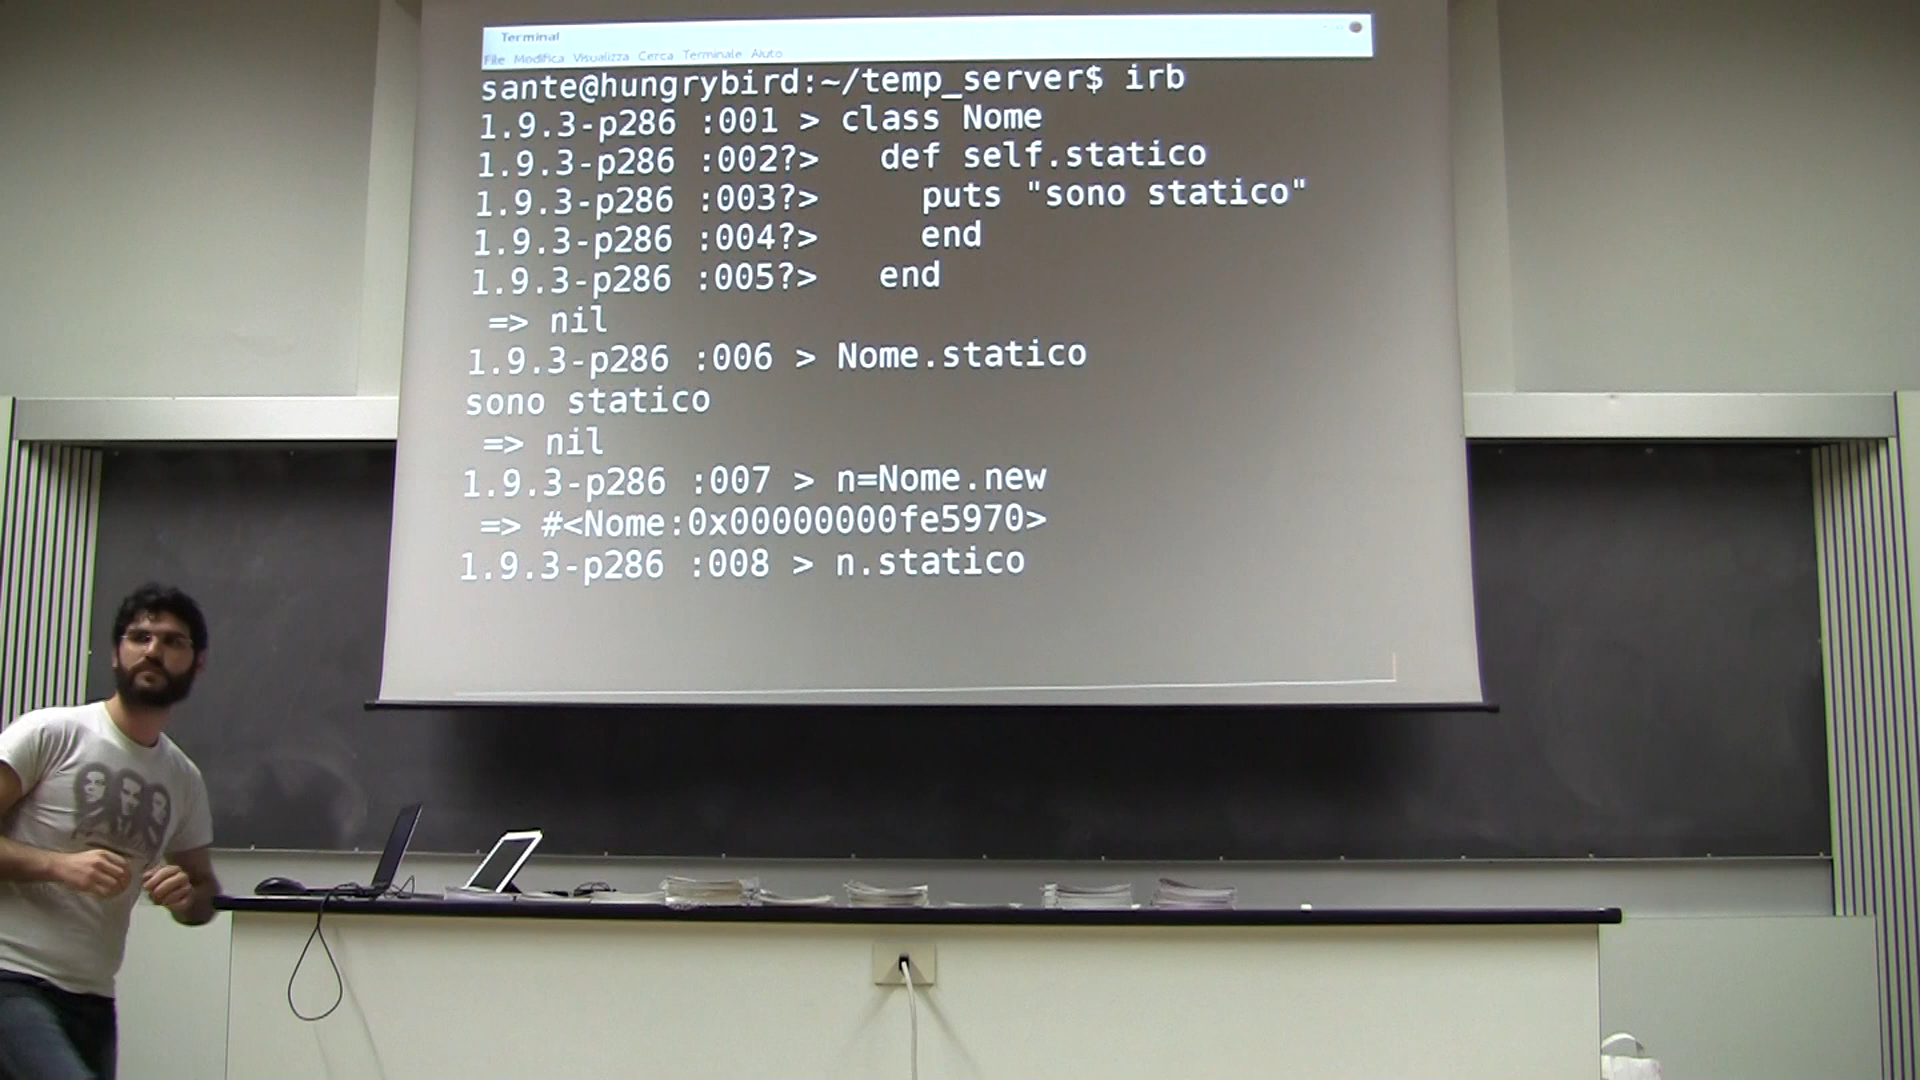 Terminal
File Modifica Visualizza Cerca Terminale Aiuto
sante@hungrybird:~/temp_server$ irb
1.9.3-p286 :001 > class Nome
1.9.3-p286 :002?>   def self.statico
1.9.3-p286 :003?>     puts "sono statico"
1.9.3-p286 :004?>     end
1.9.3-p286 :005?>   end
 => nil
1.9.3-p286 :006 > Nome.statico
sono statico
 => nil
1.9.3-p286 :007 > n=Nome.new
 => #<Nome:0x00000000fe5970>
1.9.3-p286 :008 > n.statico